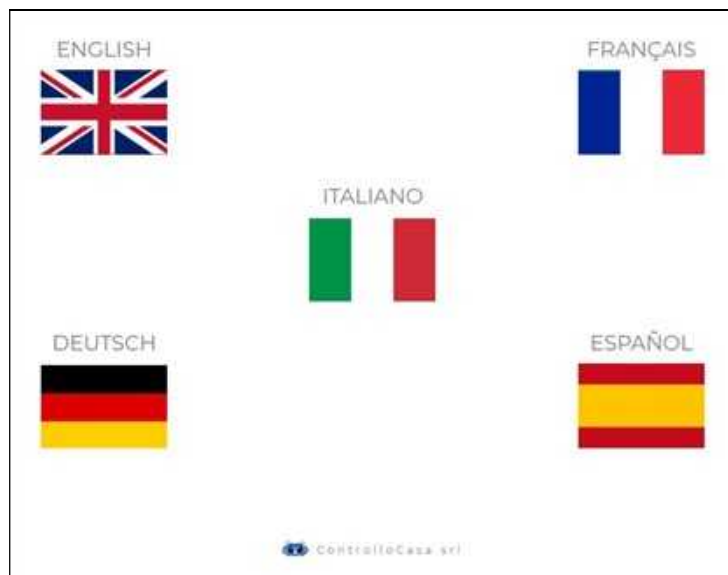 ENGLISH
FRANÇAIS
ITALIANO
DEUTSCH
ESPAÑOL
ControlloCasa srl